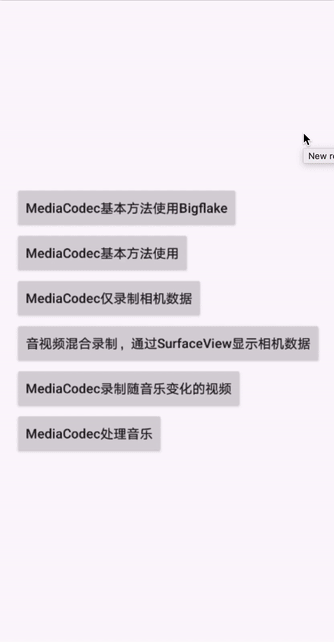 New
MediaCodec基本方法使用Bigflake
MediaCodec基本方法使用
MediaCodec仅录制相机数据
音视频混合录制，通过SurfaceView显示相机数据
MediaCodec录制随音乐变化的视频
MediaCodec处理音乐